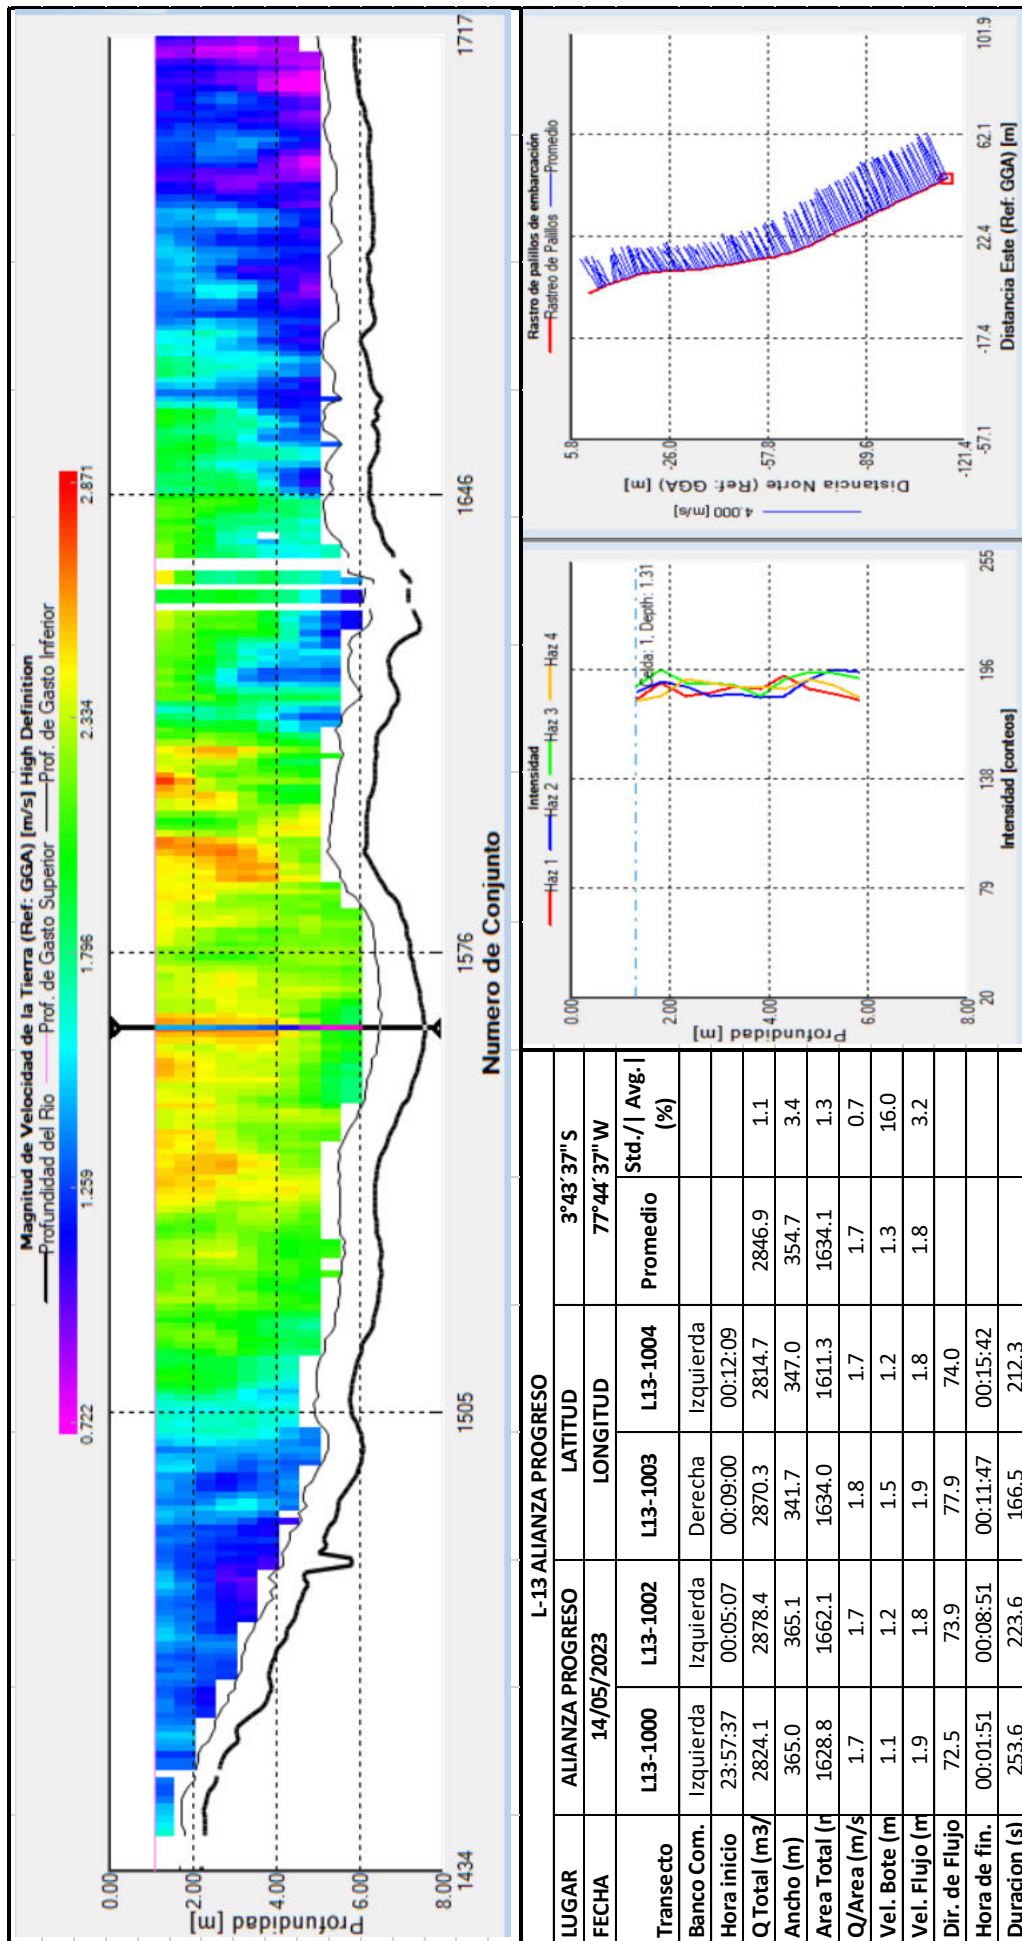 Magnitud de Velocidad de la Tierra (Ref: GGA) [m/s] High Definition
Profundidad del Rio Prof. de Gasto Superior Prof. de Gasto Inferior
0.722 1.259 1.796 2.334 2.871
0.00
2.00
4.00
6.00
8.00
Profundidad [m]
1434 1505 1576 1646 1717
Numero de Conjunto
L-13 ALIANZA PROGRESO
LUGAR ALIANZA PROGRESO LATITUD 3°43´37" S
FECHA 14/05/2023 LONGITUD 77°44´37" W
Transecto L13-1000 L13-1002 L13-1003 L13-1004 Promedio Std./| Avg.| (%)
Banco Com. Izquierda Izquierda Derecha Izquierda
Hora inicio 23:57:37 00:05:07 00:09:00 00:12:09
Q Total (m3/ 2824.1 2878.4 2870.3 2814.7 2846.9 1.1
Ancho (m) 365.0 365.1 341.7 347.0 354.7 3.4
Area Total (m 1628.8 1662.1 1634.0 1611.3 1634.1 1.3
Q/Area (m/s 1.7 1.7 1.8 1.7 1.7 0.7
Vel. Bote (m 1.1 1.2 1.5 1.2 1.3 16.0
Vel. Flujo (m 1.9 1.8 1.9 1.8 1.8 3.2
Dir. de Flujo 72.5 73.9 77.9 74.0
Hora de fin. 00:01:51 00:08:51 00:11:47 00:15:42
Duracion (s) 253.6 223.6 166.5 212.3
Intensidad
Haz 1 Haz 2 Haz 3 Haz 4
Celda: 1, Depth: 1.31
0.00
2.00
4.00
6.00
8.00
Profundidad [m]
20 79 138 196 255
Intensidad [conteos]
Rastro de palillos de embarcación
Rastreo de Palillos Promedio
4.000 [m/s]
5.8
-26.0
-57.8
-89.6
-121.4
Distancia Norte (Ref: GGA) [m]
-57.1 -17.4 22.4 62.1 101.9
Distancia Este (Ref: GGA) [m]